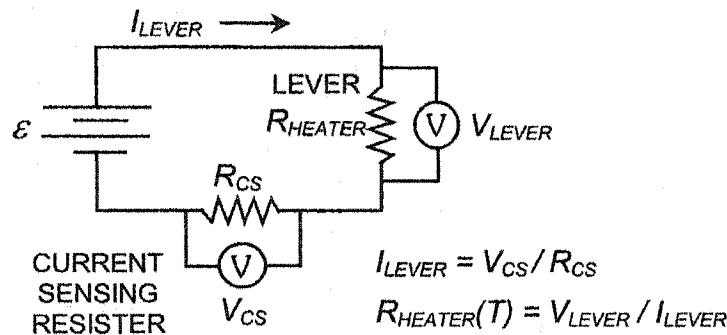 I_LEVER
LEVER
R_HEATER
V
V_LEVER
ε
R_CS
V
V_CS
CURRENT
SENSING
RESISTER
I_LEVER = V_CS / R_CS
R_HEATER(T) = V_LEVER / I_LEVER